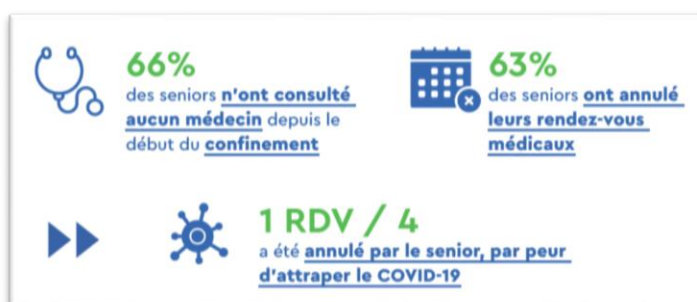 66%
des seniors n'ont consulté
aucun médecin depuis le
début du confinement
63%
des seniors ont annulé
leurs rendez-vous
médicaux
1 RDV / 4
a été annulé par le senior, par peur
d'attraper le COVID-19